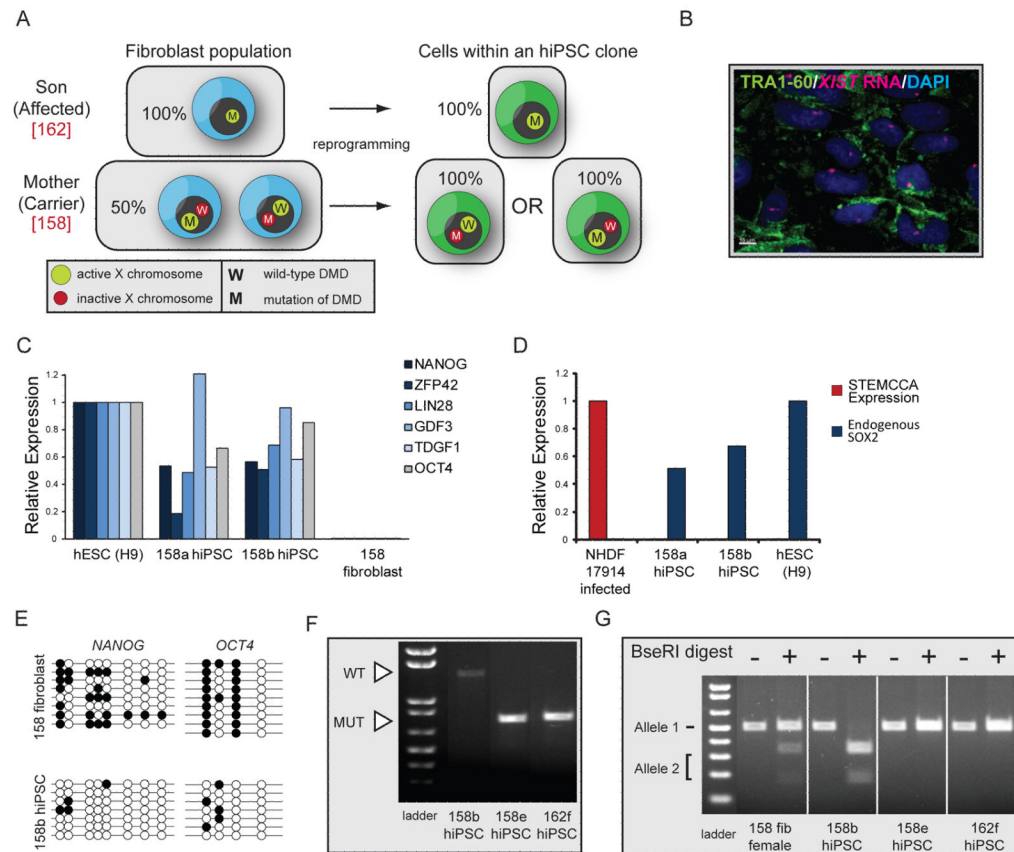 A
Fibroblast population
Cells within an hiPSC clone
Son
(Affected)
[162]
100%
M
reprogramming
100%
M
Mother
(Carrier)
[158]
50%
M
W
M
W
100%
M
W
OR
100%
M
W
active X chromosome
W
wild-type DMD
inactive X chromosome
M
mutation of DMD
B
TRA1-60/XIST RNA/DAPI
C
Relative Expression
1.2
1
0.8
0.6
0.4
0.2
0
hESC (H9)
158a hiPSC
158b hiPSC
158
fibroblast
NANOG
ZFP42
LIN28
GDF3
TDGF1
OCT4
D
Relative Expression
1.2
1
0.8
0.6
0.4
0.2
0
NHDF
17914
infected
158a
hiPSC
158b
hiPSC
hESC
(H9)
STEMCCA
Expression
Endogenous
SOX2
E
NANOG
OCT4
158 fibroblast
158b hiPSC
F
WT
MUT
ladder
158b
hiPSC
158e
hiPSC
162f
hiPSC
G
BseRI digest
- + - + - + - +
Allele 1
Allele 2
ladder
158 fib
female
158b
hiPSC
158e
hiPSC
162f
hiPSC